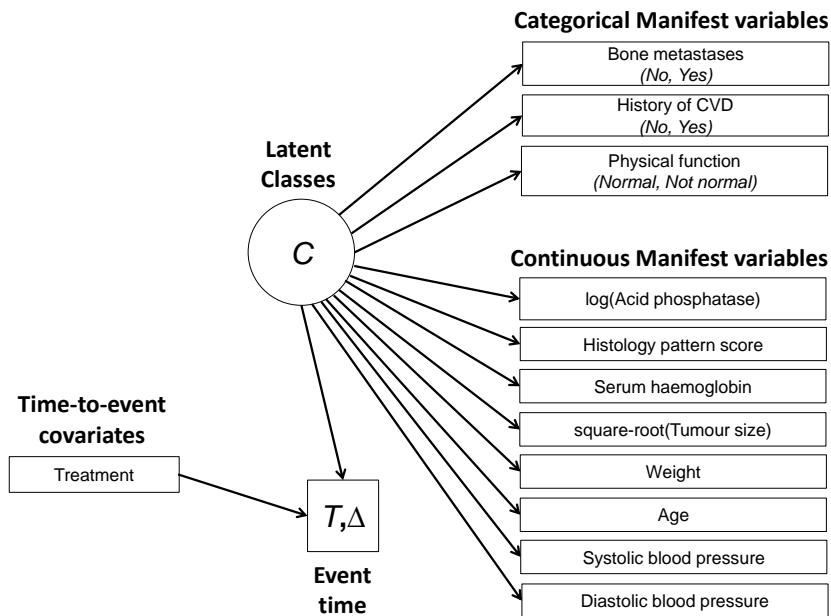 Categorical Manifest variables
Bone metastases
(No, Yes)
History of CVD
(No, Yes)
Physical function
(Normal, Not normal)
Latent
Classes
C
Continuous Manifest variables
log(Acid phosphatase)
Histology pattern score
Serum haemoglobin
square-root(Tumour size)
Weight
Age
Systolic blood pressure
Diastolic blood pressure
Time-to-event
covariates
Treatment
T,Δ
Event
time